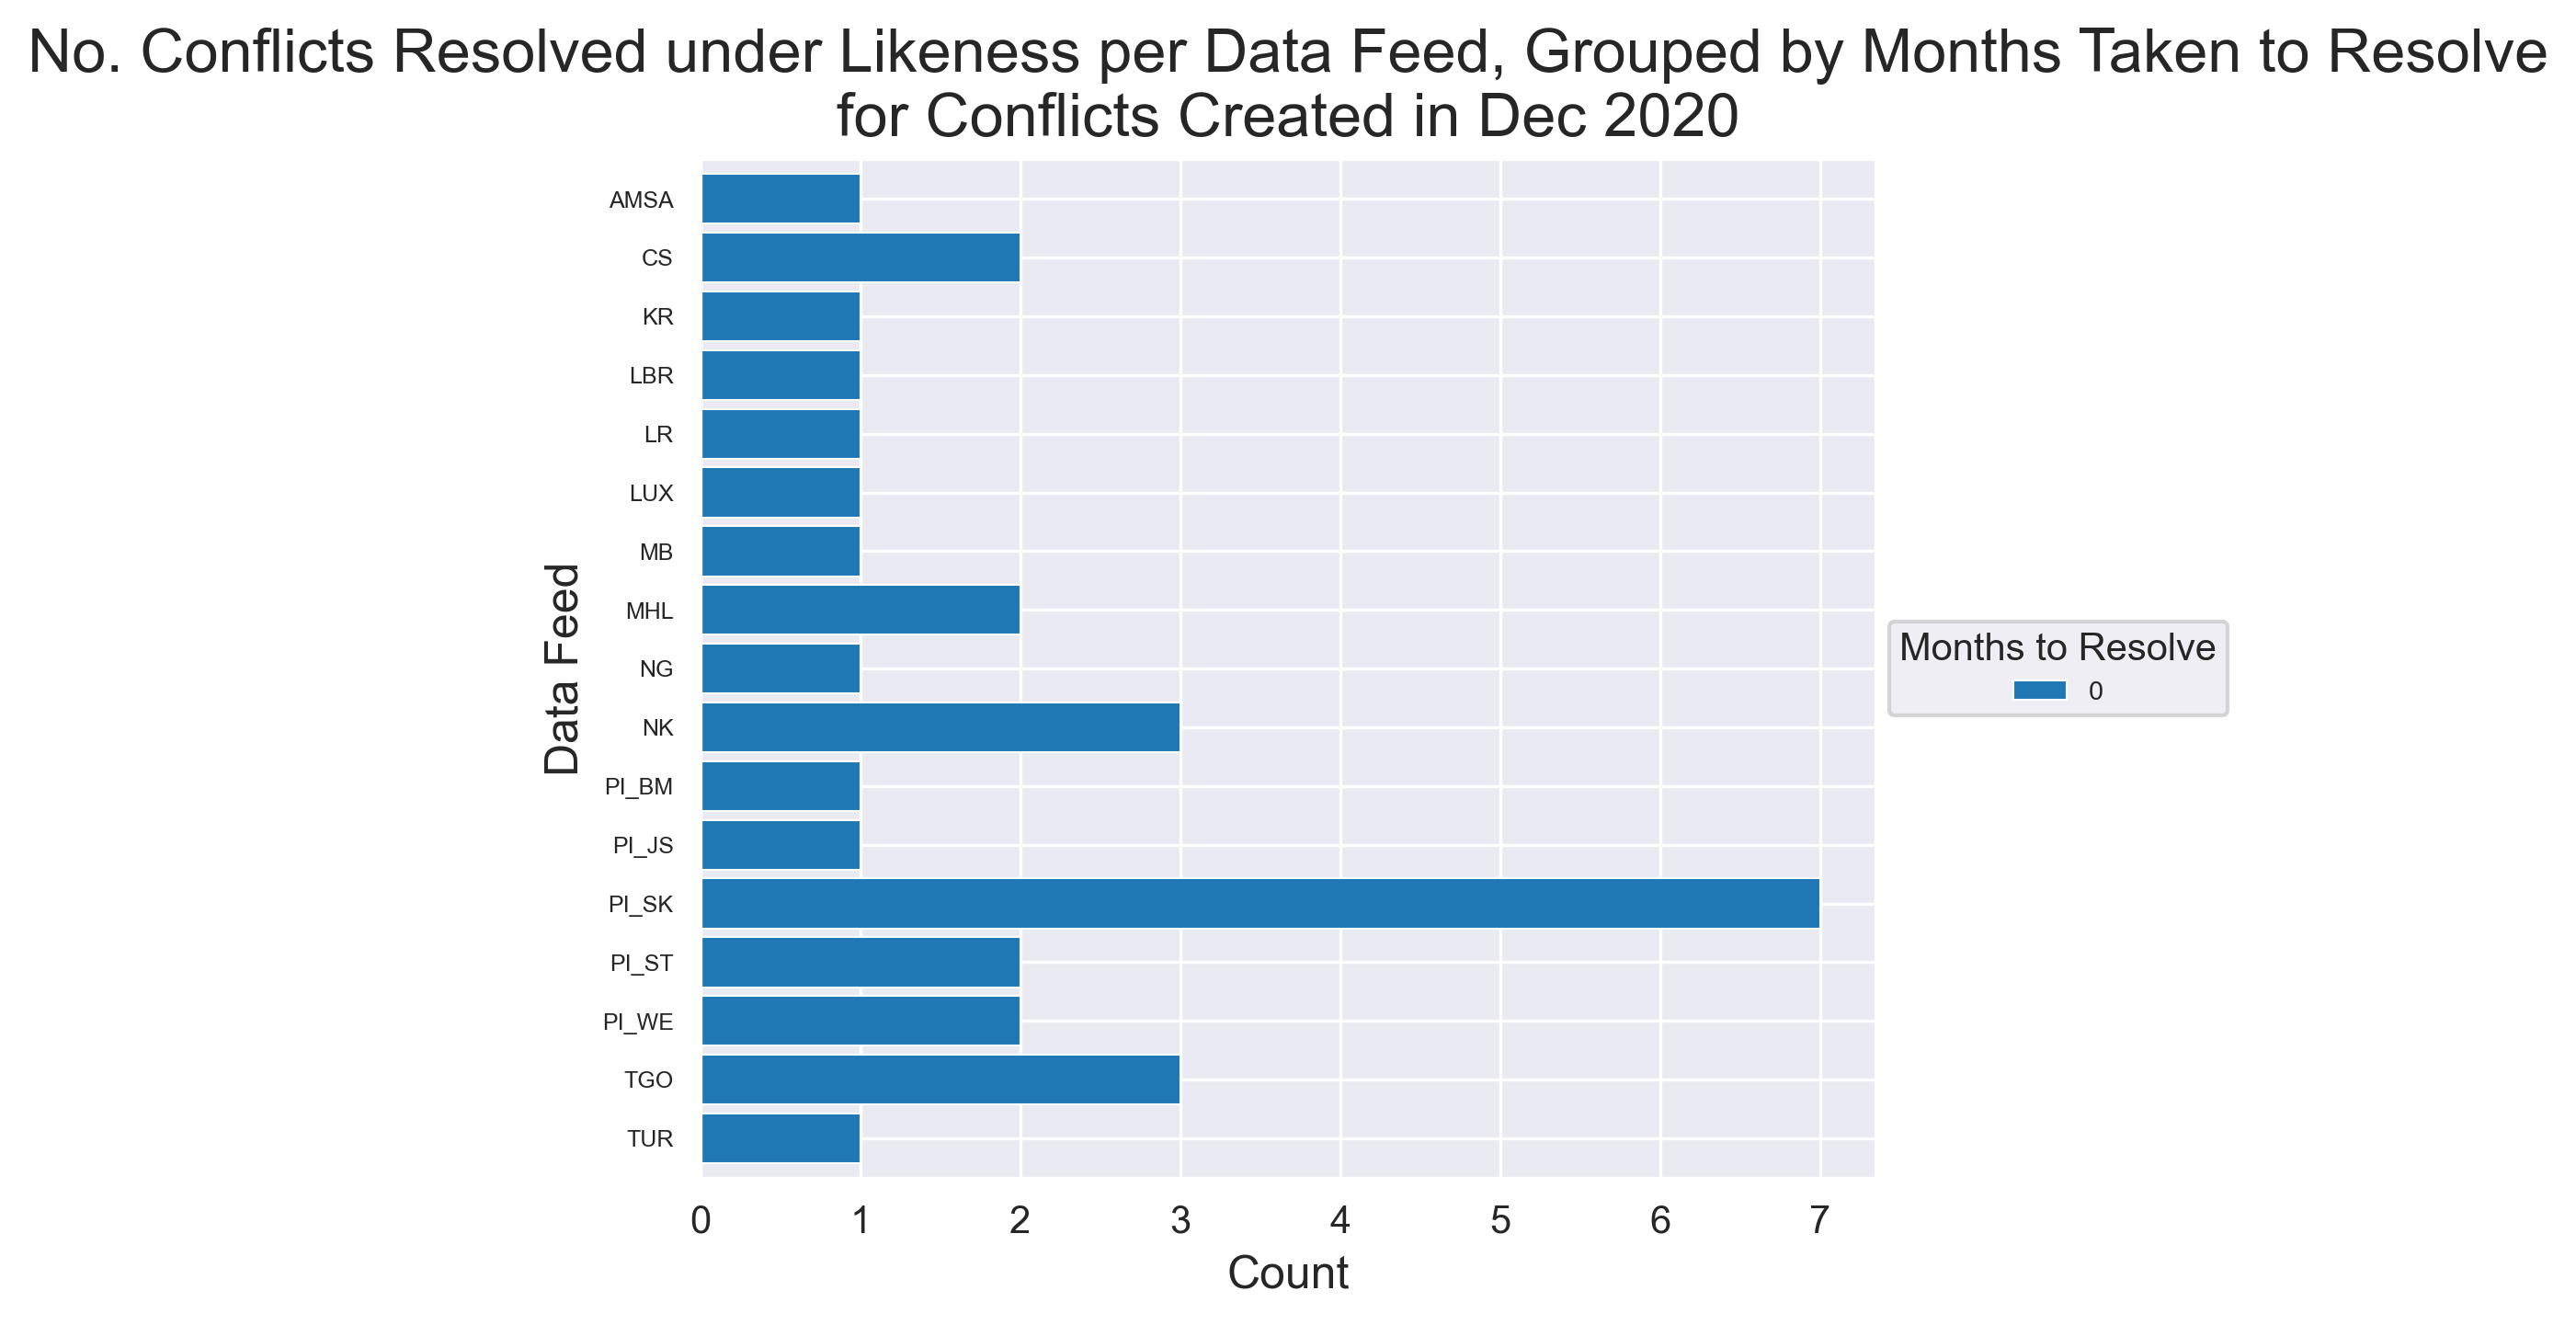 No. Conflicts Resolved under Likeness per Data Feed, Grouped by Months Taken to Resolve
for Conflicts Created in Dec 2020
AMSA
CS
KR
LBR
LR
LUX
MB
MHL
NG
NK
PI_BM
PI_JS
PI_SK
PI_ST
PI_WE
TGO
TUR
Data Feed
0 1 2 3 4 5 6 7
Count
Months to Resolve
0